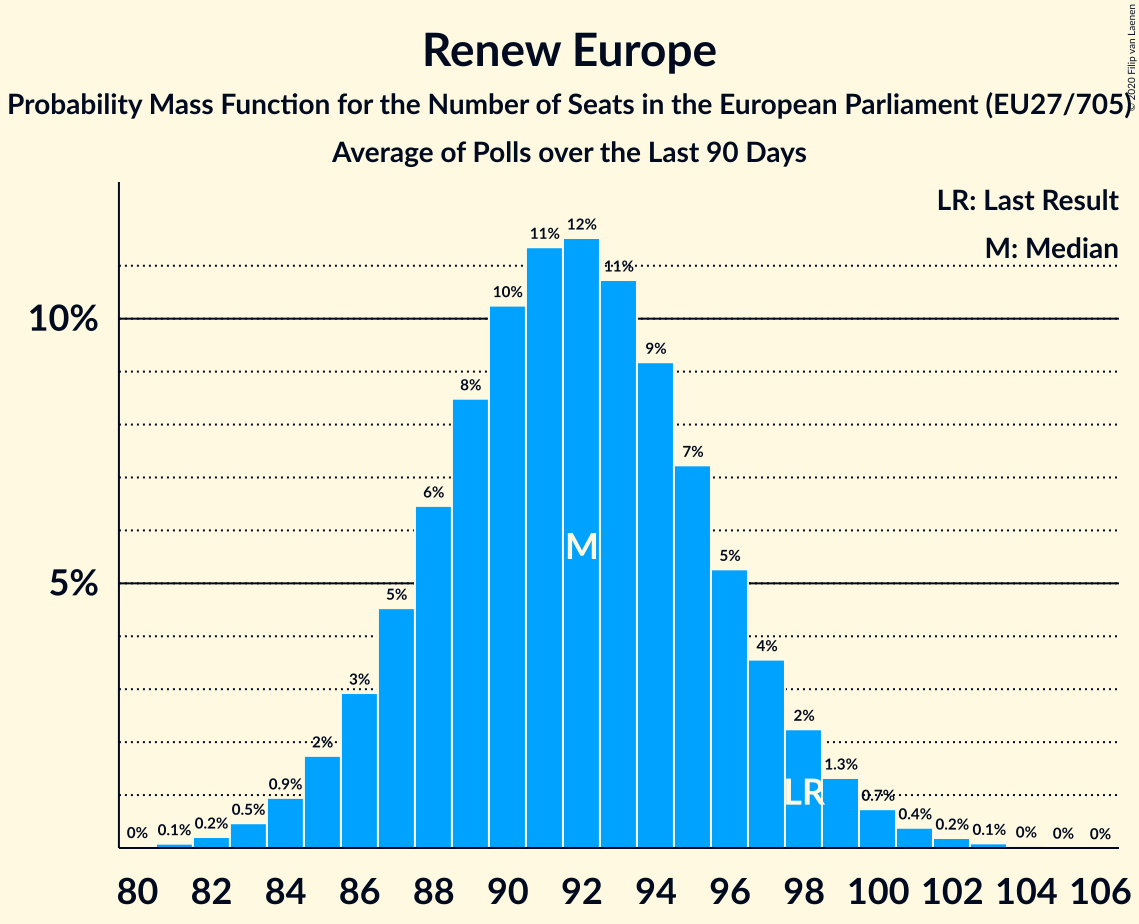 Renew Europe
Probability Mass Function for the Number of Seats in the European Parliament (EU27/705)
Average of Polls over the Last 90 Days
© 2020 Filip van Laenen
LR: Last Result
M: Median
10%
5%
0% 0.1% 0.2% 0.5% 0.9% 2% 3% 5% 6% 8% 10% 11% 12% 11% 9% 7% 5% 4% 2% 1.3% 0.7% 0.4% 0.2% 0.1% 0% 0% 0%
M
LR
80 82 84 86 88 90 92 94 96 98 100 102 104 106